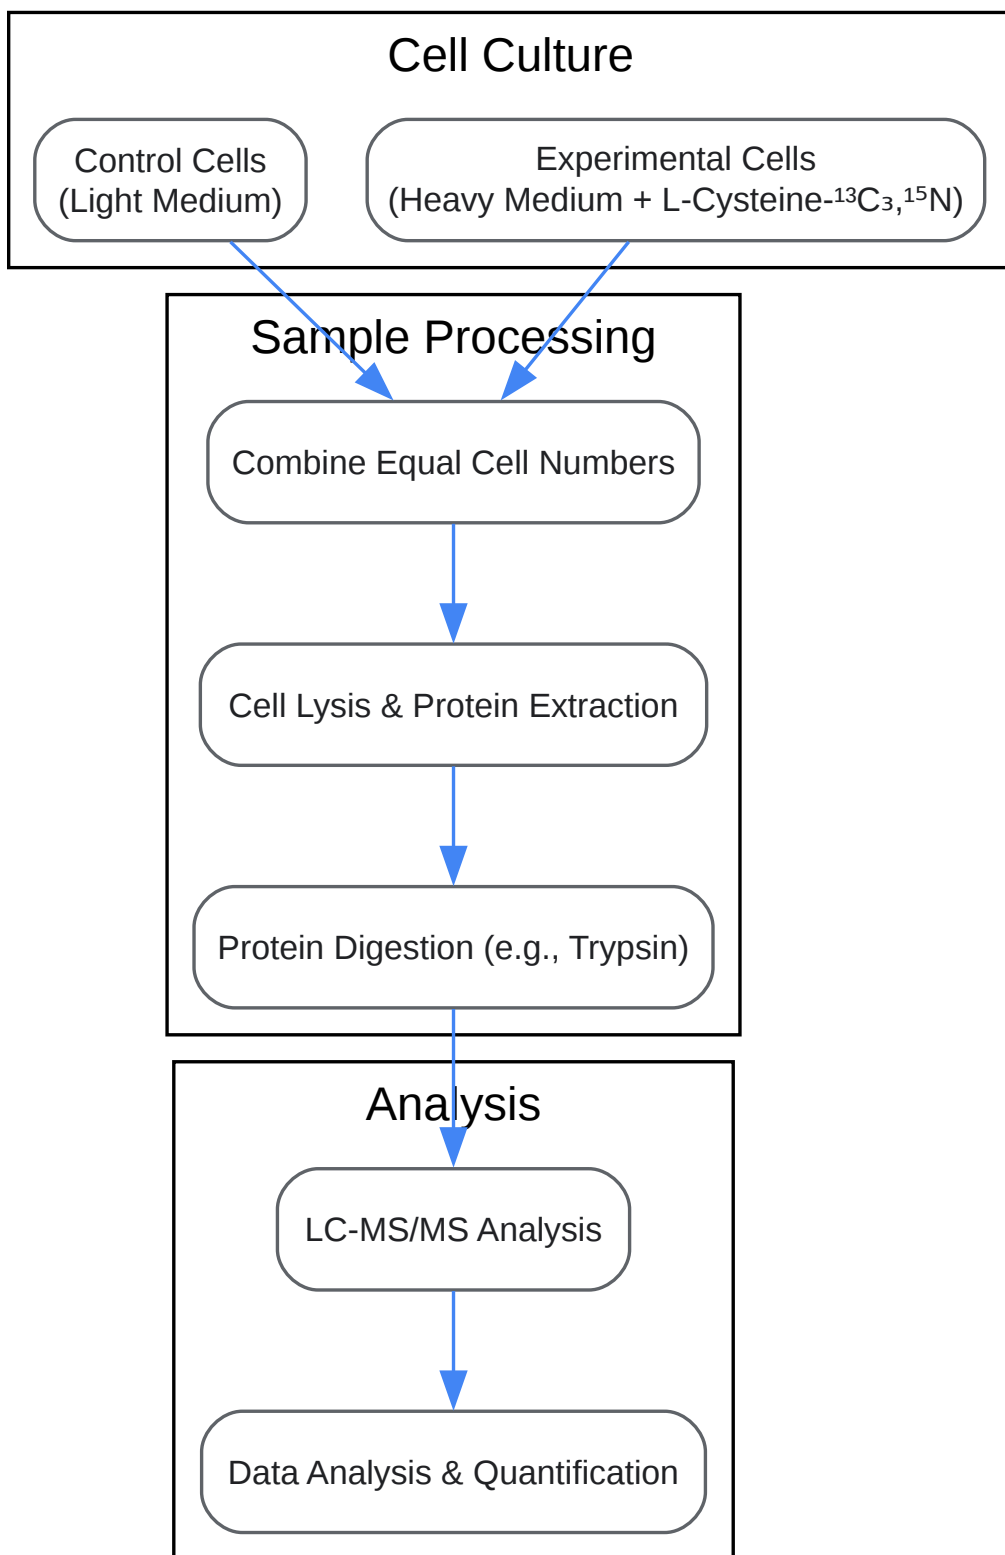 Cell Culture
Control Cells
(Light Medium)
Experimental Cells
(Heavy Medium + L-Cysteine-¹³C₃,¹⁵N)
Sample Processing
Combine Equal Cell Numbers
Cell Lysis & Protein Extraction
Protein Digestion (e.g., Trypsin)
Analysis
LC-MS/MS Analysis
Data Analysis & Quantification